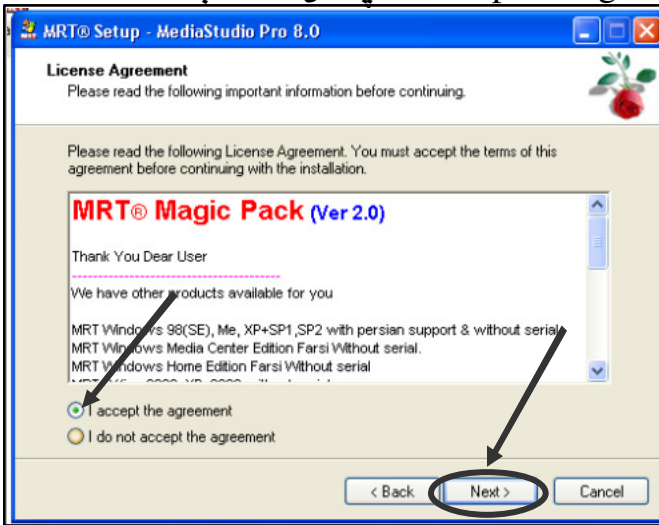 MRT® Setup - MediaStudio Pro 8.0
License Agreement
Please read the following important information before continuing.
Please read the following License Agreement. You must accept the terms of this
agreement before continuing with the installation.
MRT® Magic Pack (Ver 2.0)
Thank You Dear User
----------------------------------------
We have other products available for you
MRT Windows 98(SE), Me, XP+SP1 ,SP2 with persian support & without serial
MRT Windows Media Center Edition Farsi Without serial.
MRT Windows Home Edition Farsi Without serial
I accept the agreement
I do not accept the agreement
< Back Next > Cancel